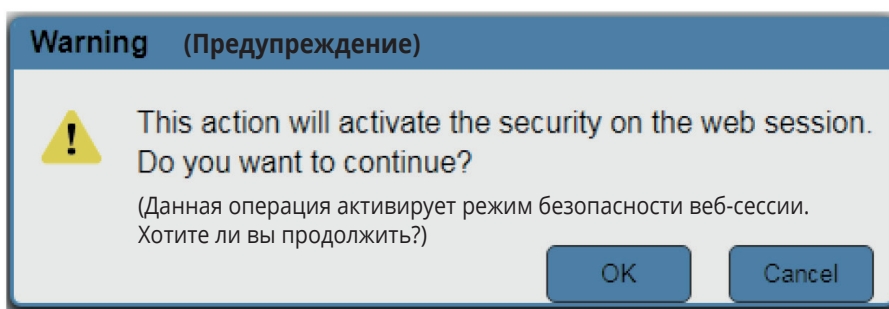 Warning (Предупреждение)
This action will activate the security on the web session.
Do you want to continue?
(Данная операция активирует режим безопасности веб-сессии.
Хотите ли вы продолжить?)
OK Cancel